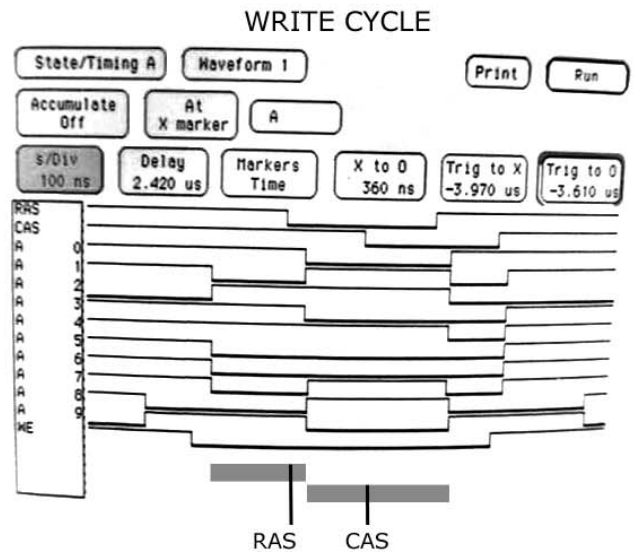 WRITE CYCLE
State/Timing A Waveform 1 Print Run
Accumulate Off At X marker A
s/Div 100 ns Delay 2.420 us Markers Time X to O 360 ns Trig to X -3.970 us Trig to O -3.610 us
RAS
CAS
A 0
A 1
A 2
A 3
A 4
A 5
A 6
A 7
A 8
A 9
WE
RAS CAS